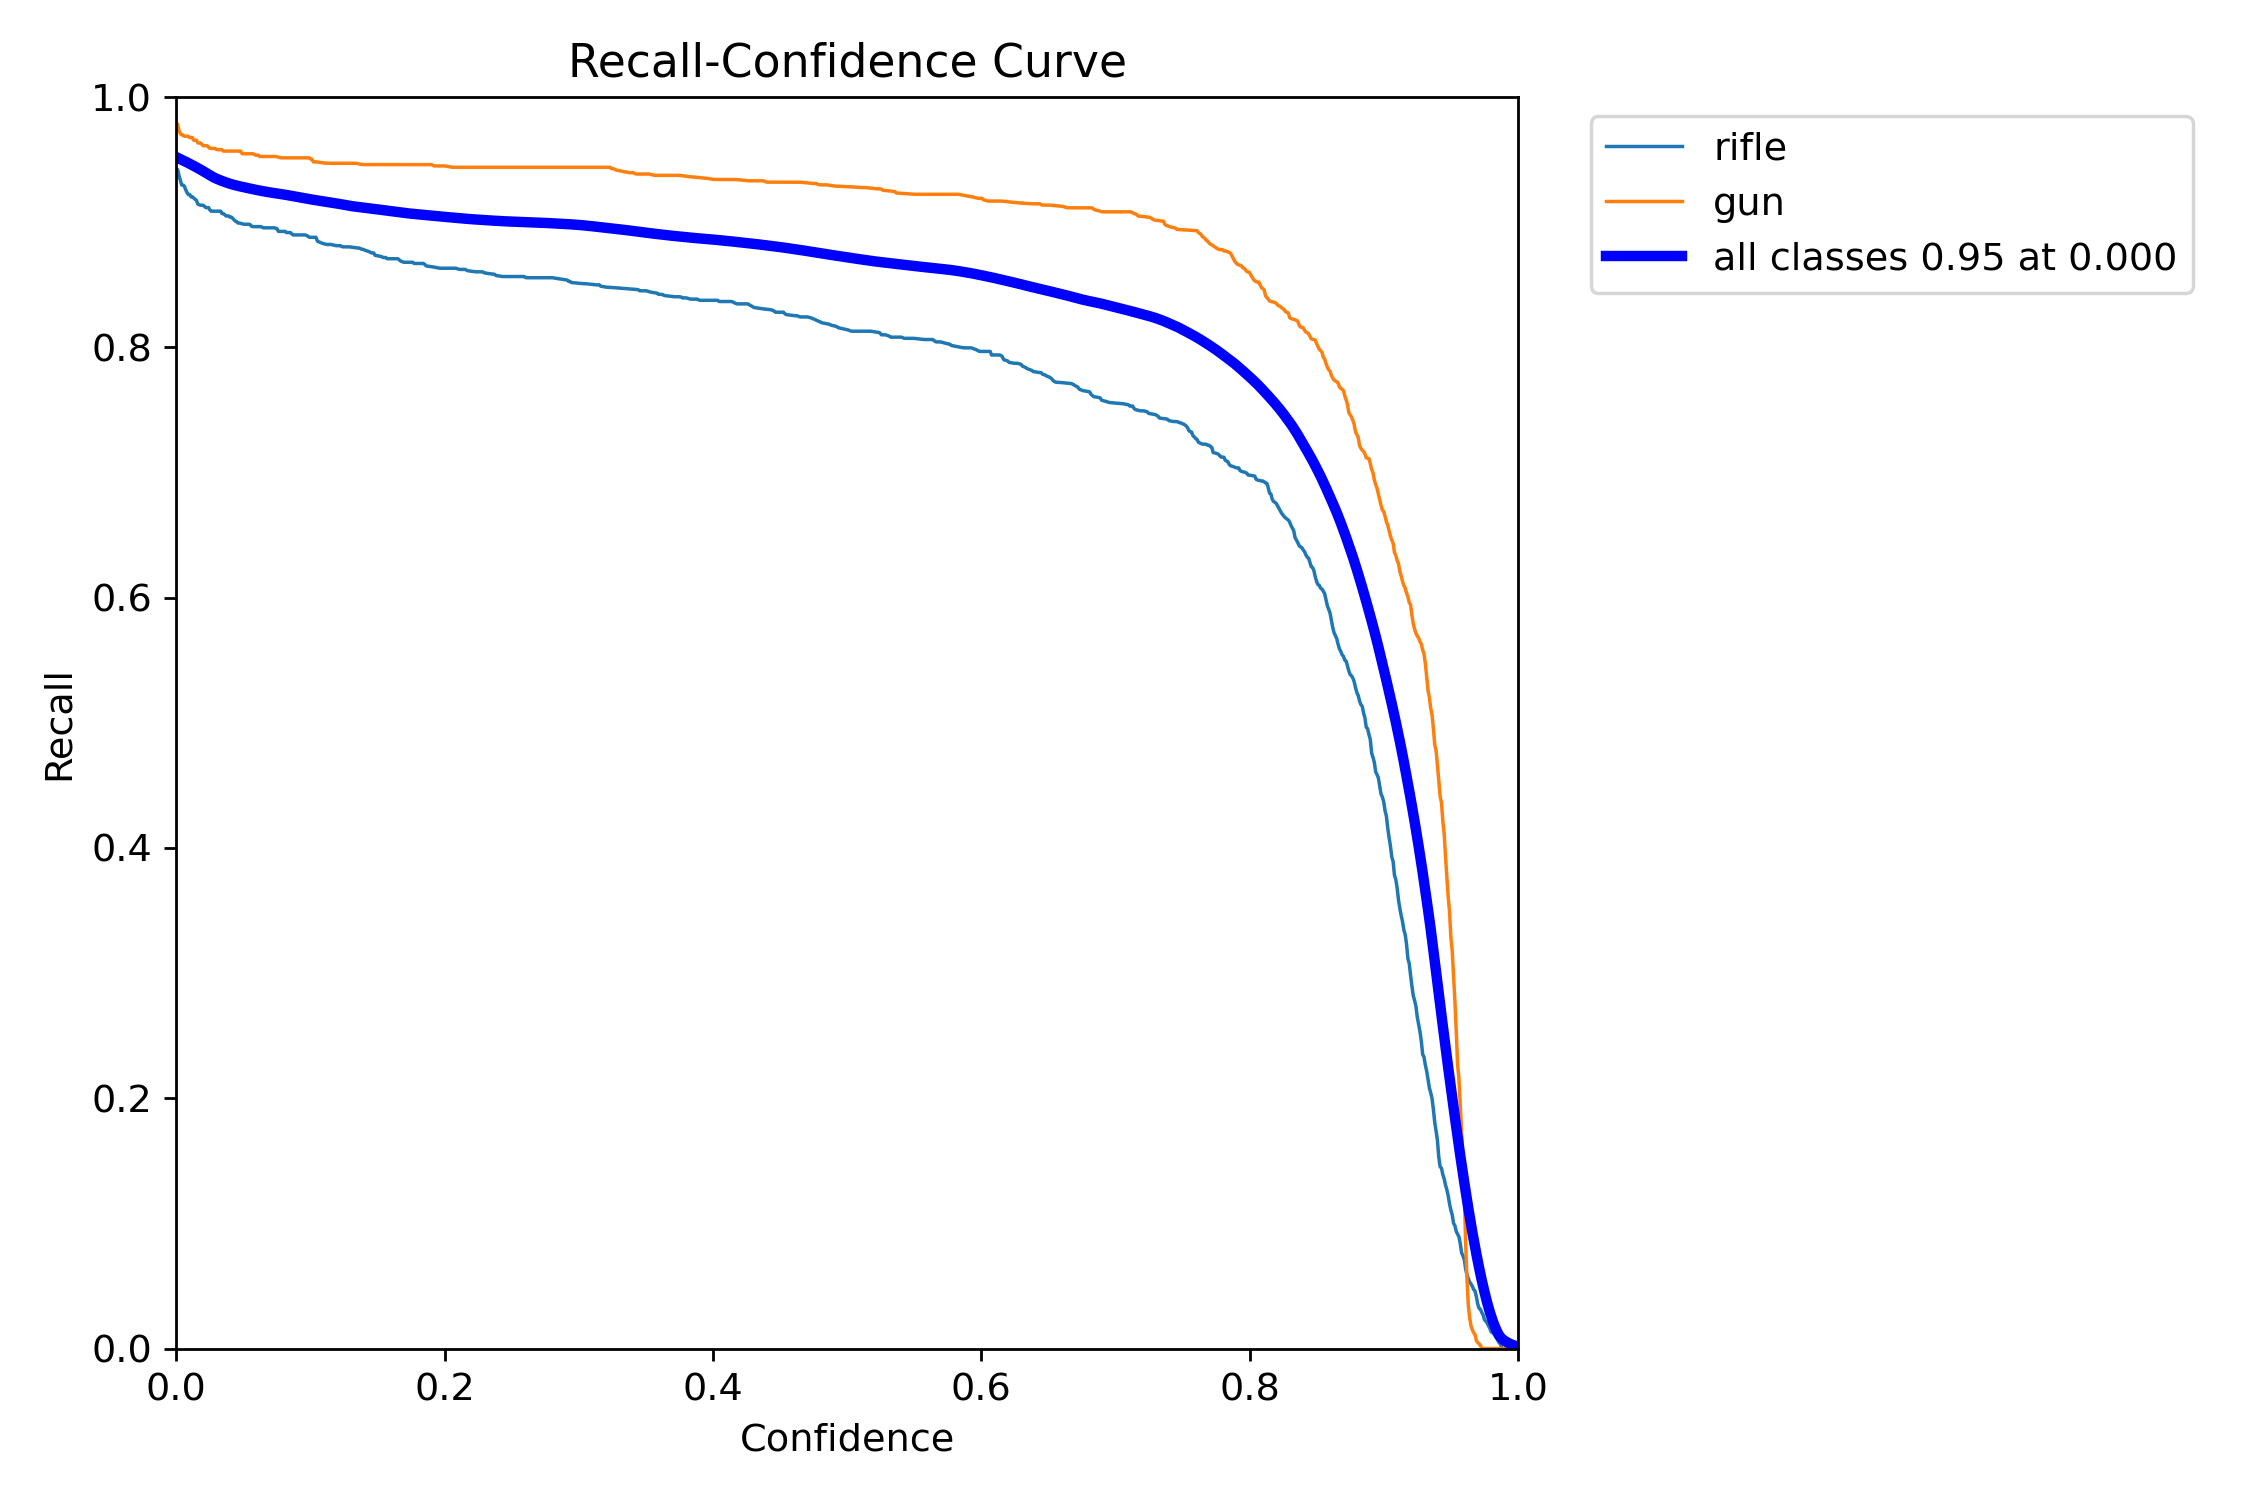 Recall-Confidence Curve
rifle
gun
all classes 0.95 at 0.000
1.0
0.8
0.6
0.4
0.2
0.0
Recall
0.0 0.2 0.4 0.6 0.8 1.0
Confidence